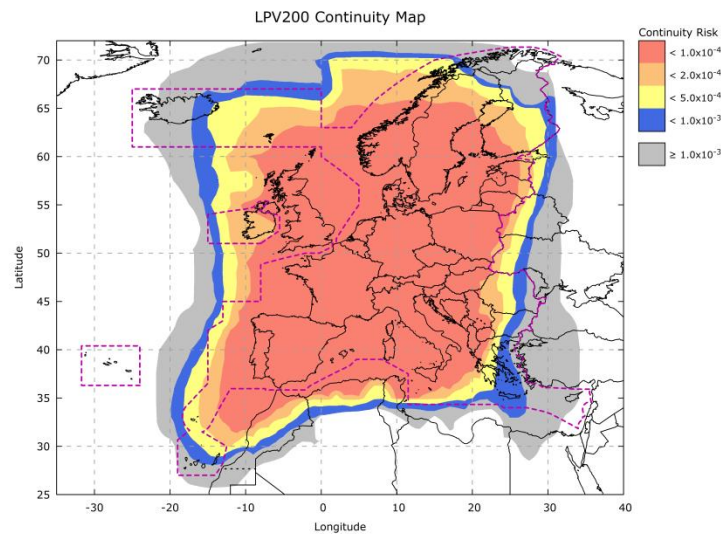 LPV200 Continuity Map
Continuity Risk
< 1.0x10⁻⁴
< 2.0x10⁻⁴
< 5.0x10⁻⁴
< 1.0x10⁻³
≥ 1.0x10⁻³
Latitude
70
65
60
55
50
45
40
35
30
25
-30
-20
-10
0
10
20
30
40
Longitude